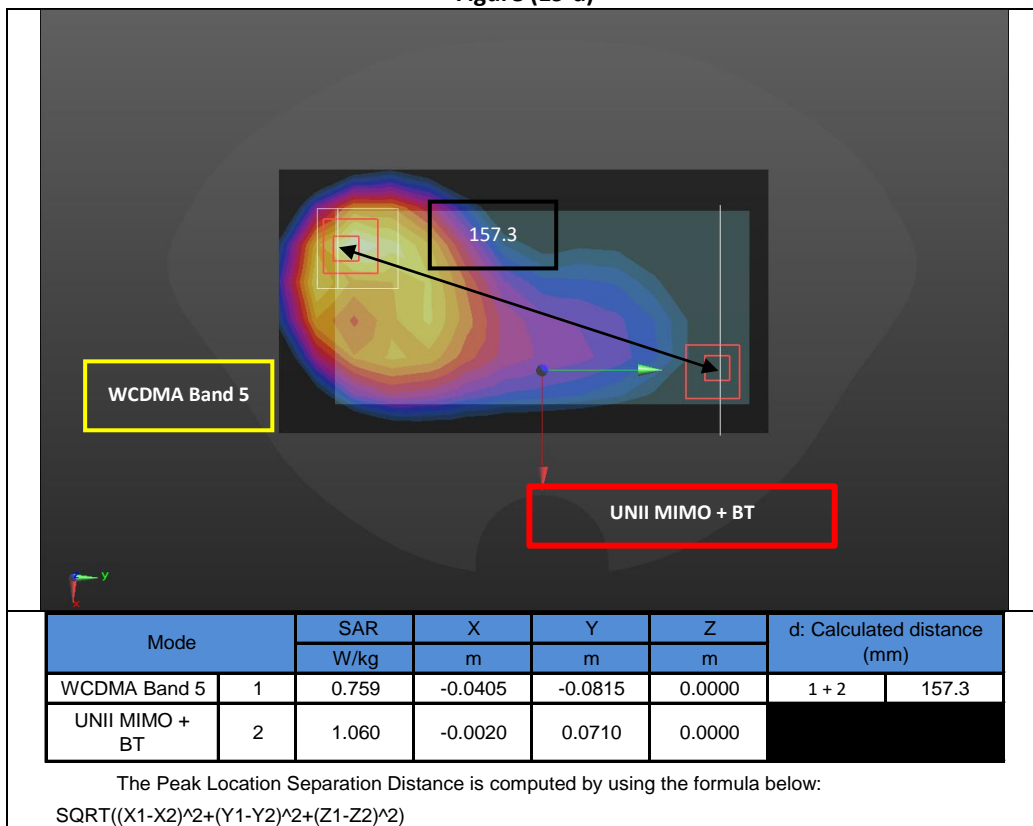 157.3
WCDMA Band 5
UNII MIMO + BT
y
x
Mode SAR X Y Z d: Calculated distance (mm)
W/kg m m m
WCDMA Band 5 1 0.759 -0.0405 -0.0815 0.0000 1 + 2 157.3
UNII MIMO + BT 2 1.060 -0.0020 0.0710 0.0000
The Peak Location Separation Distance is computed by using the formula below:
SQRT((X1-X2)^2+(Y1-Y2)^2+(Z1-Z2)^2)